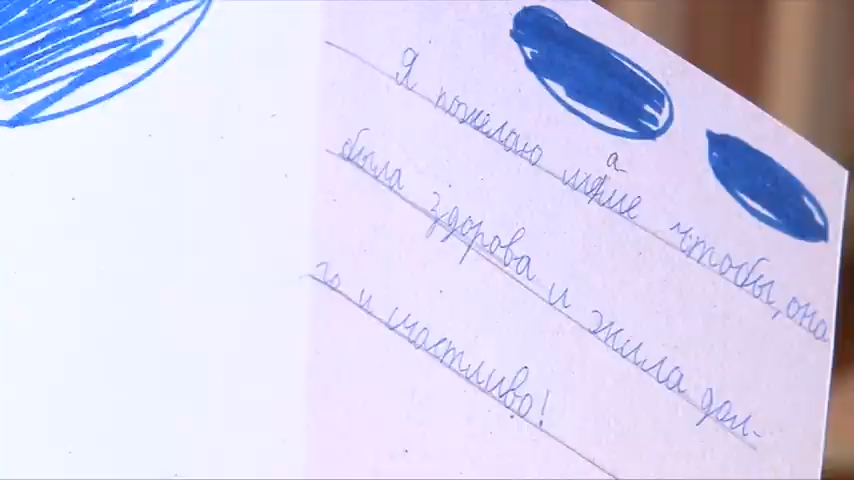 Я пожелаю маме чтобы, она
была здорова и жила дол-
го и счастливо!